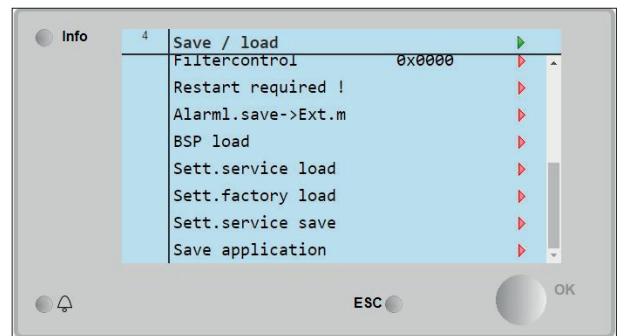 Info
4 Save / load
Filtercontrol 0x0000
Restart required !
Alarml.save->Ext.m
BSP load
Sett.service load
Sett.factory load
Sett.service save
Save application
ESC
OK